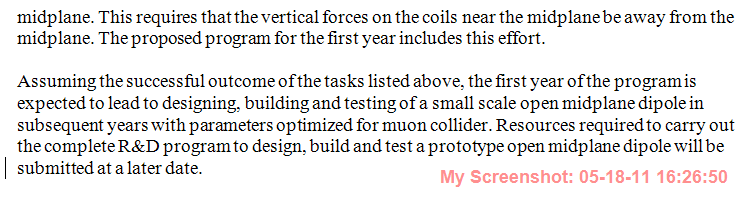 midplane. This requires that the vertical forces on the coils near the midplane be away from the
midplane. The proposed program for the first year includes this effort.
Assuming the successful outcome of the tasks listed above, the first year of the program is
expected to lead to designing, building and testing of a small scale open midplane dipole in
subsequent years with parameters optimized for muon collider. Resources required to carry out
the complete R&D program to design, build and test a prototype open midplane dipole will be
submitted at a later date.
My Screenshot: 05-18-11 16:26:50